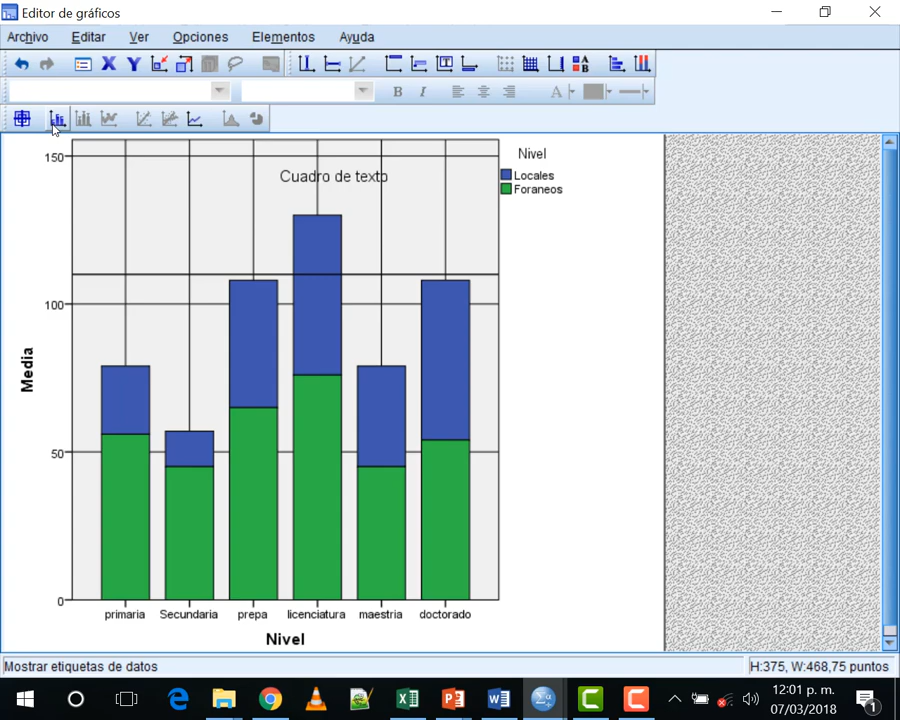 Editor de gráficos
Archivo Editar Ver Opciones Elementos Ayuda
X Y T A B
B I A
150
Cuadro de texto
Nivel
Locales
Foraneos
100
Media
50
0
primaria Secundaria prepa licenciatura maestria doctorado
Nivel
Mostrar etiquetas de datos H:375, W:468,75 puntos
12:01 p. m.
07/03/2018
1